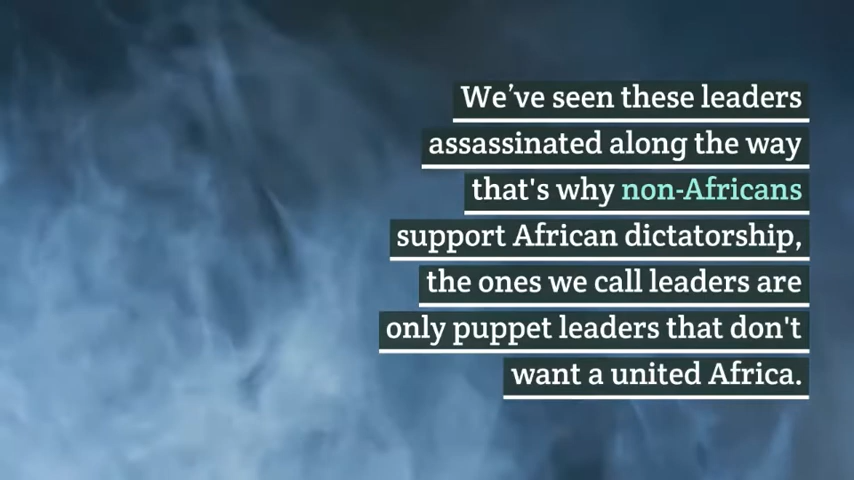 We’ve seen these leaders
assassinated along the way
that's why non-Africans
support African dictatorship,
the ones we call leaders are
only puppet leaders that don't
want a united Africa.